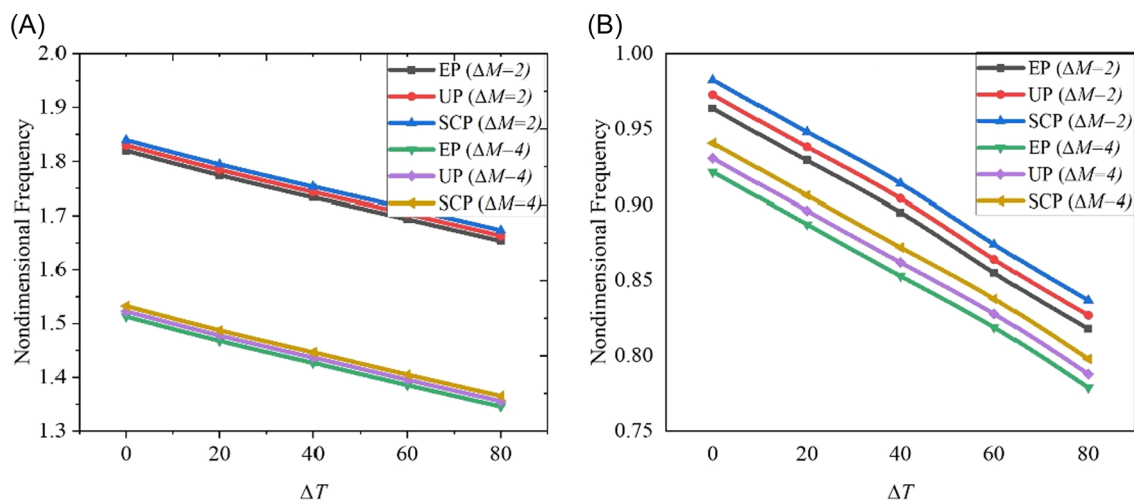 (A)
2.0
1.9
1.8
1.7
1.6
1.5
1.4
1.3
Nondimensional Frequency
EP (ΔM−2)
UP (ΔM=2)
SCP (ΔM=2)
EP (ΔM−4)
UP (ΔM−4)
SCP (ΔM=4)
0 20 40 60 80
ΔT
(B)
1.00
0.95
0.90
0.85
0.80
0.75
Nondimensional Frequency
EP (ΔM−2)
UP (ΔM−2)
SCP (ΔM−2)
EP (ΔM=4)
UP (ΔM=4)
SCP (ΔM−4)
0 20 40 60 80
ΔT